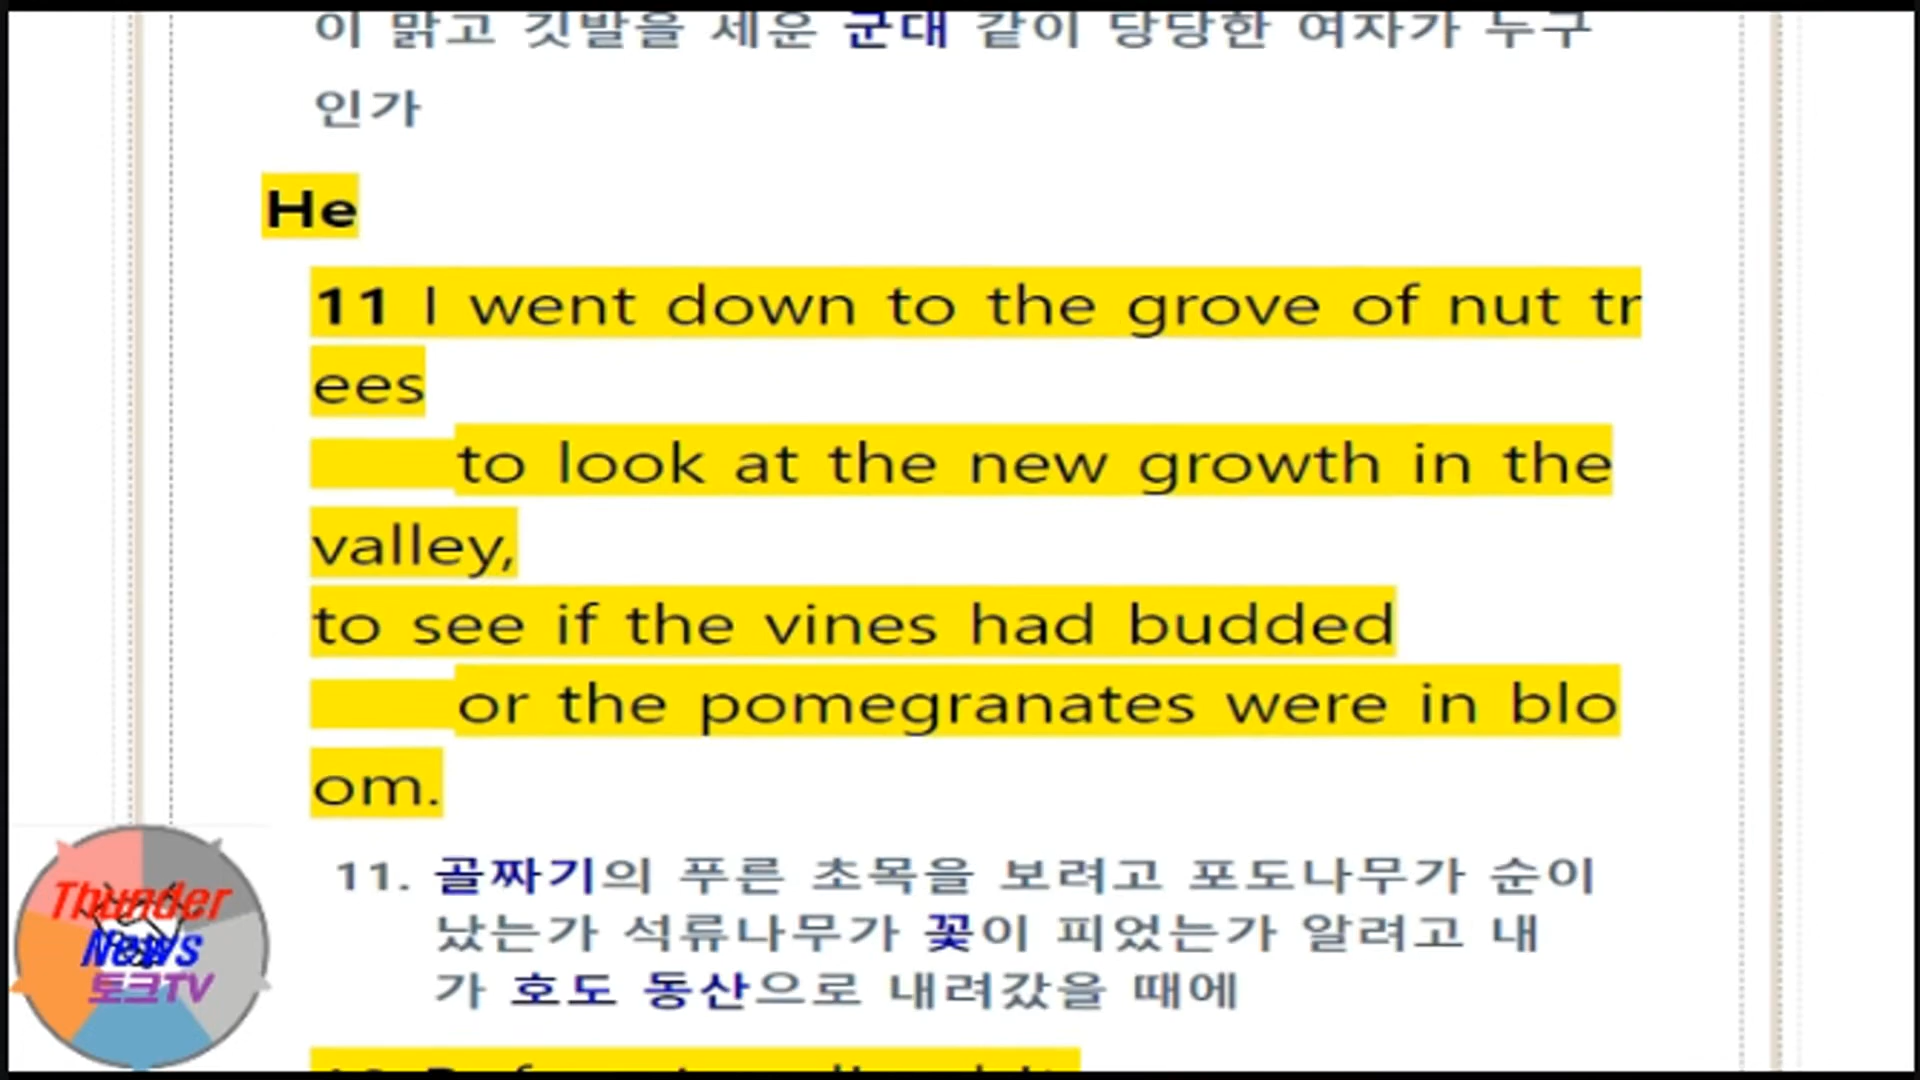 이 맑고 깃발을 세운 군대 같이 당당한 여자가 누구
인가
He
11 I went down to the grove of nut tr
ees
to look at the new growth in the
valley,
to see if the vines had budded
or the pomegranates were in blo
om.
11. 골짜기의 푸른 초목을 보려고 포도나무가 순이
났는가 석류나무가 꽃이 피었는가 알려고 내
가 호도 동산으로 내려갔을 때에
Thunder
News
토크TV